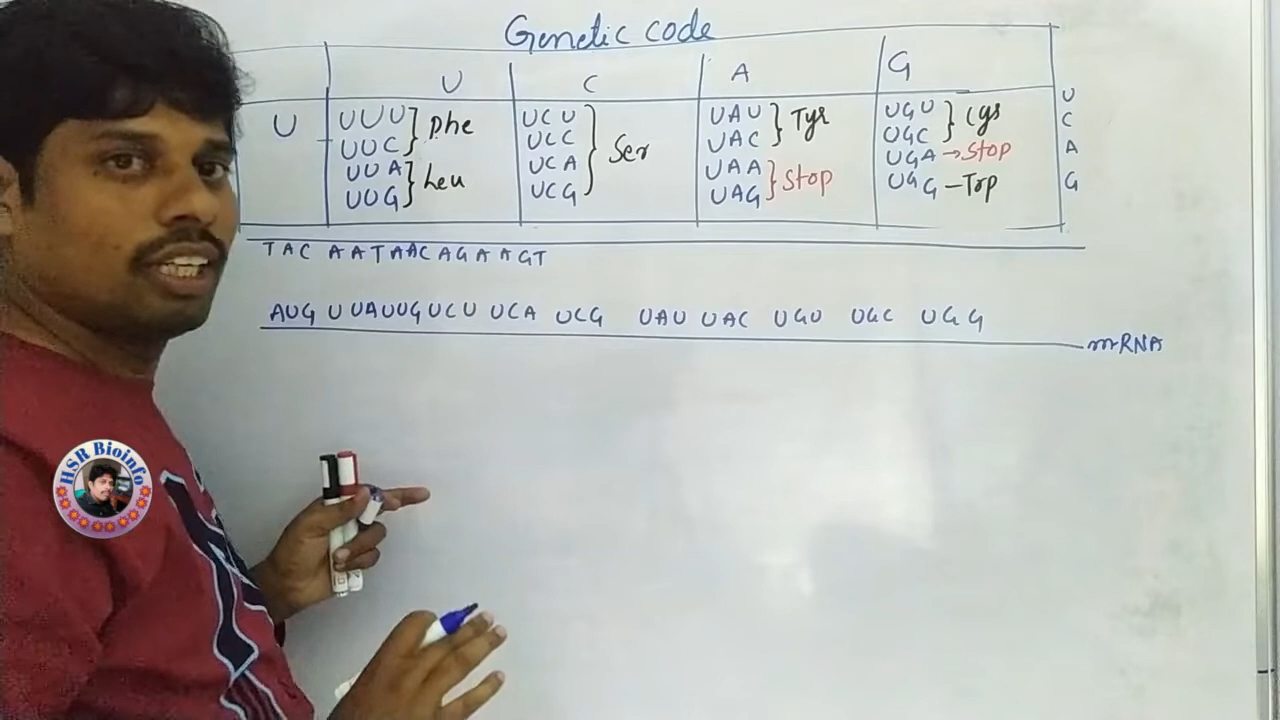 Genetic code
U C A G
U UUU } Phe UCU } Ser UAU } Tyr UGU } Cys U
UUC UCC UAC UGC C
UUA } Leu UCA UAA } Stop UGA → Stop A
UUG UCG UAG UGG - Trp G
TAC AATAACAGAAGT
AUG UUAUUGUCU UCA UCG UAU UAC UGU UGC UGG
mRNA
HSR Bioinfo